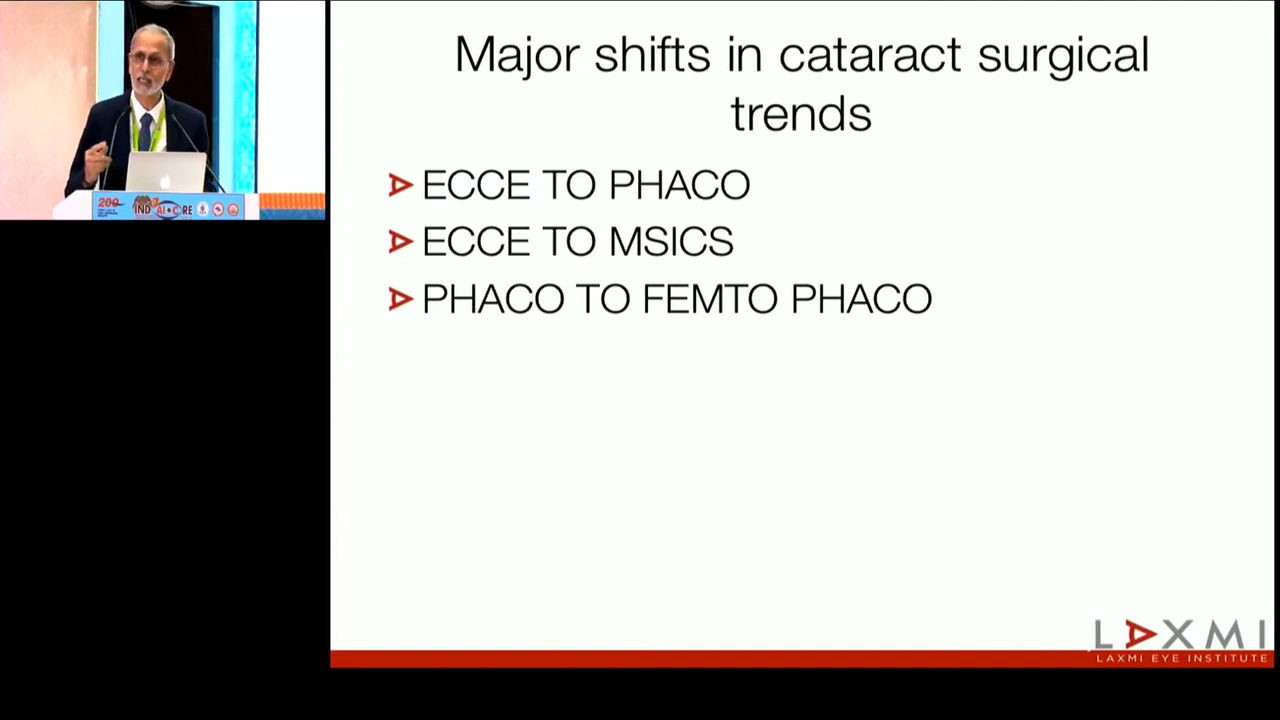 Major shifts in cataract surgical
trends
ECCE TO PHACO
ECCE TO MSICS
PHACO TO FEMTO PHACO
LAXMI
LAXMI EYE INSTITUTE
200